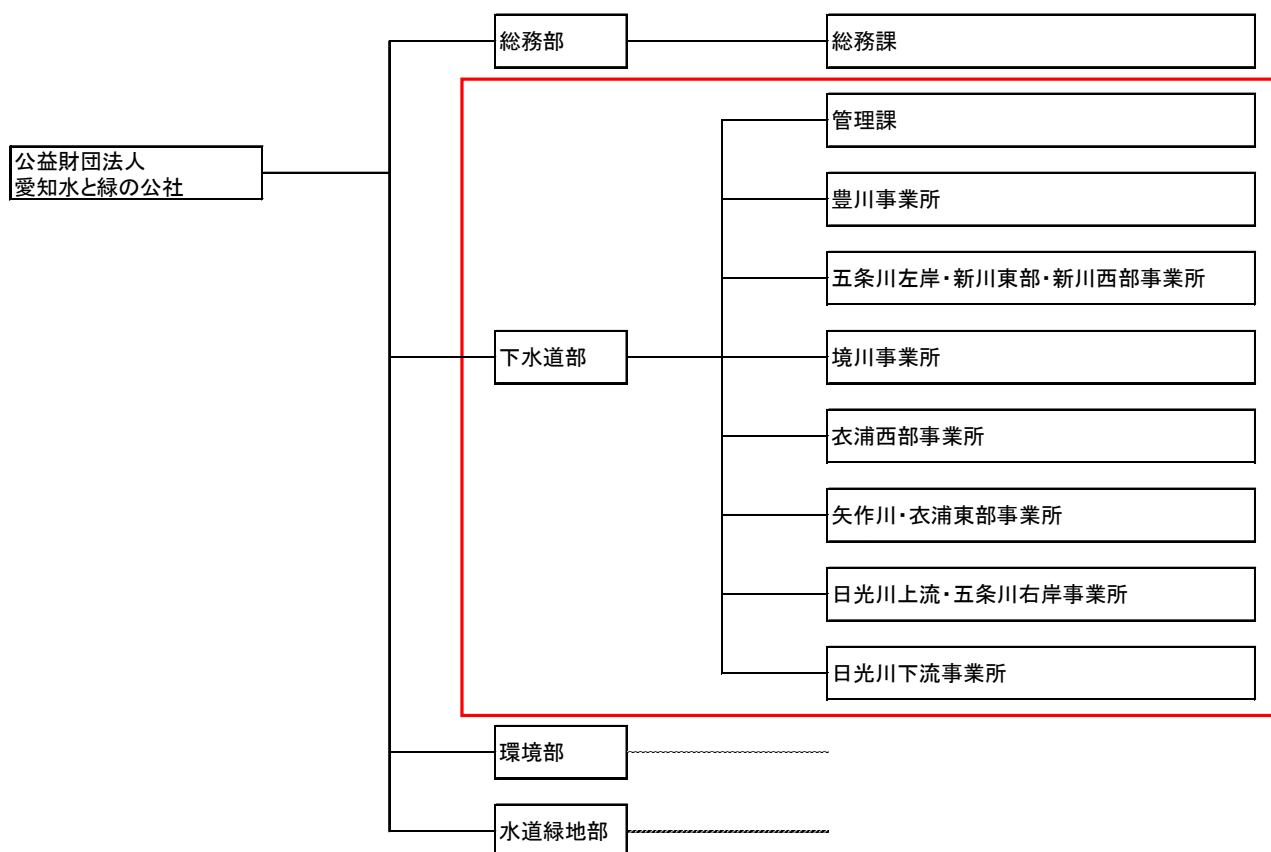 総務部
総務課
管理課
公益財団法人
愛知水と緑の公社
豊川事業所
五条川左岸・新川東部・新川西部事業所
下水道部
境川事業所
衣浦西部事業所
矢作川・衣浦東部事業所
日光川上流・五条川右岸事業所
日光川下流事業所
環境部
水道緑地部